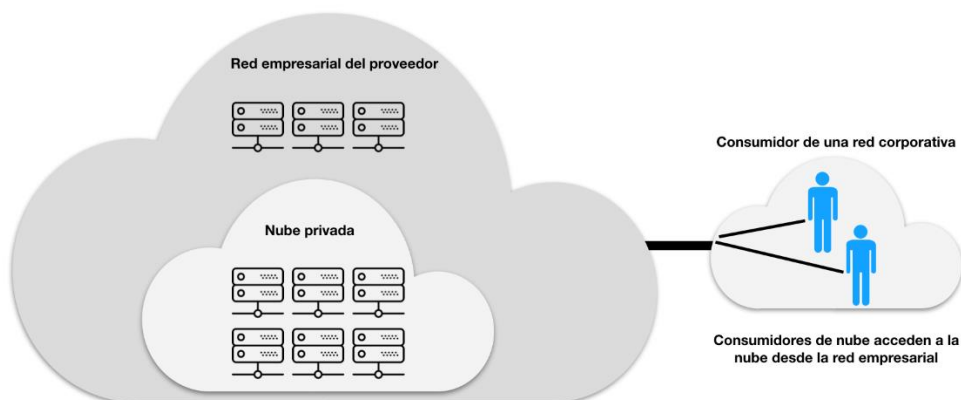 Red empresarial del proveedor
Nube privada
Consumidor de una red corporativa
Consumidores de nube acceden a la
nube desde la red empresarial